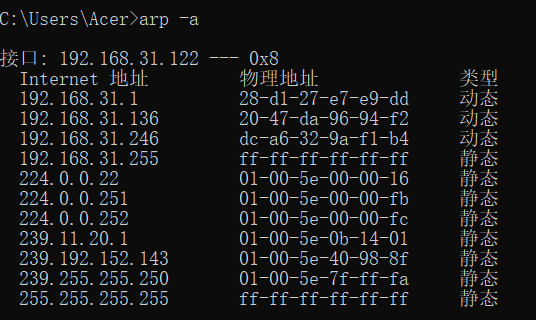 C:\Users\Acer>arp -a
接口: 192.168.31.122 --- 0x8
Internet 地址 物理地址 类型
192.168.31.1 28-d1-27-e7-e9-dd 动态
192.168.31.136 20-47-da-96-94-f2 动态
192.168.31.246 dc-a6-32-9a-f1-b4 动态
192.168.31.255 ff-ff-ff-ff-ff-ff 静态
224.0.0.22 01-00-5e-00-00-16 静态
224.0.0.251 01-00-5e-00-00-fb 静态
224.0.0.252 01-00-5e-00-00-fc 静态
239.11.20.1 01-00-5e-0b-14-01 静态
239.192.152.143 01-00-5e-40-98-8f 静态
239.255.255.250 01-00-5e-7f-ff-fa 静态
255.255.255.255 ff-ff-ff-ff-ff-ff 静态